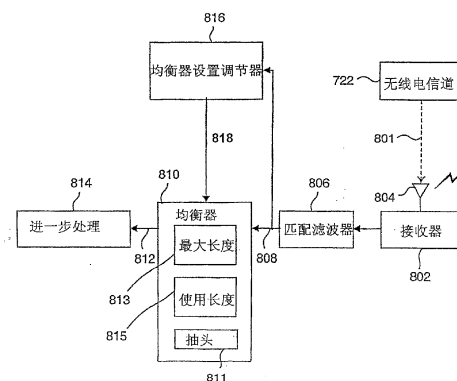 816
均衡器设置调节器
722
无线电信道
818
801
810
806
804
814
均衡器
进一步处理
最大长度
匹配滤波器
接收器
812
808
813
802
使用长度
815
抽头
811